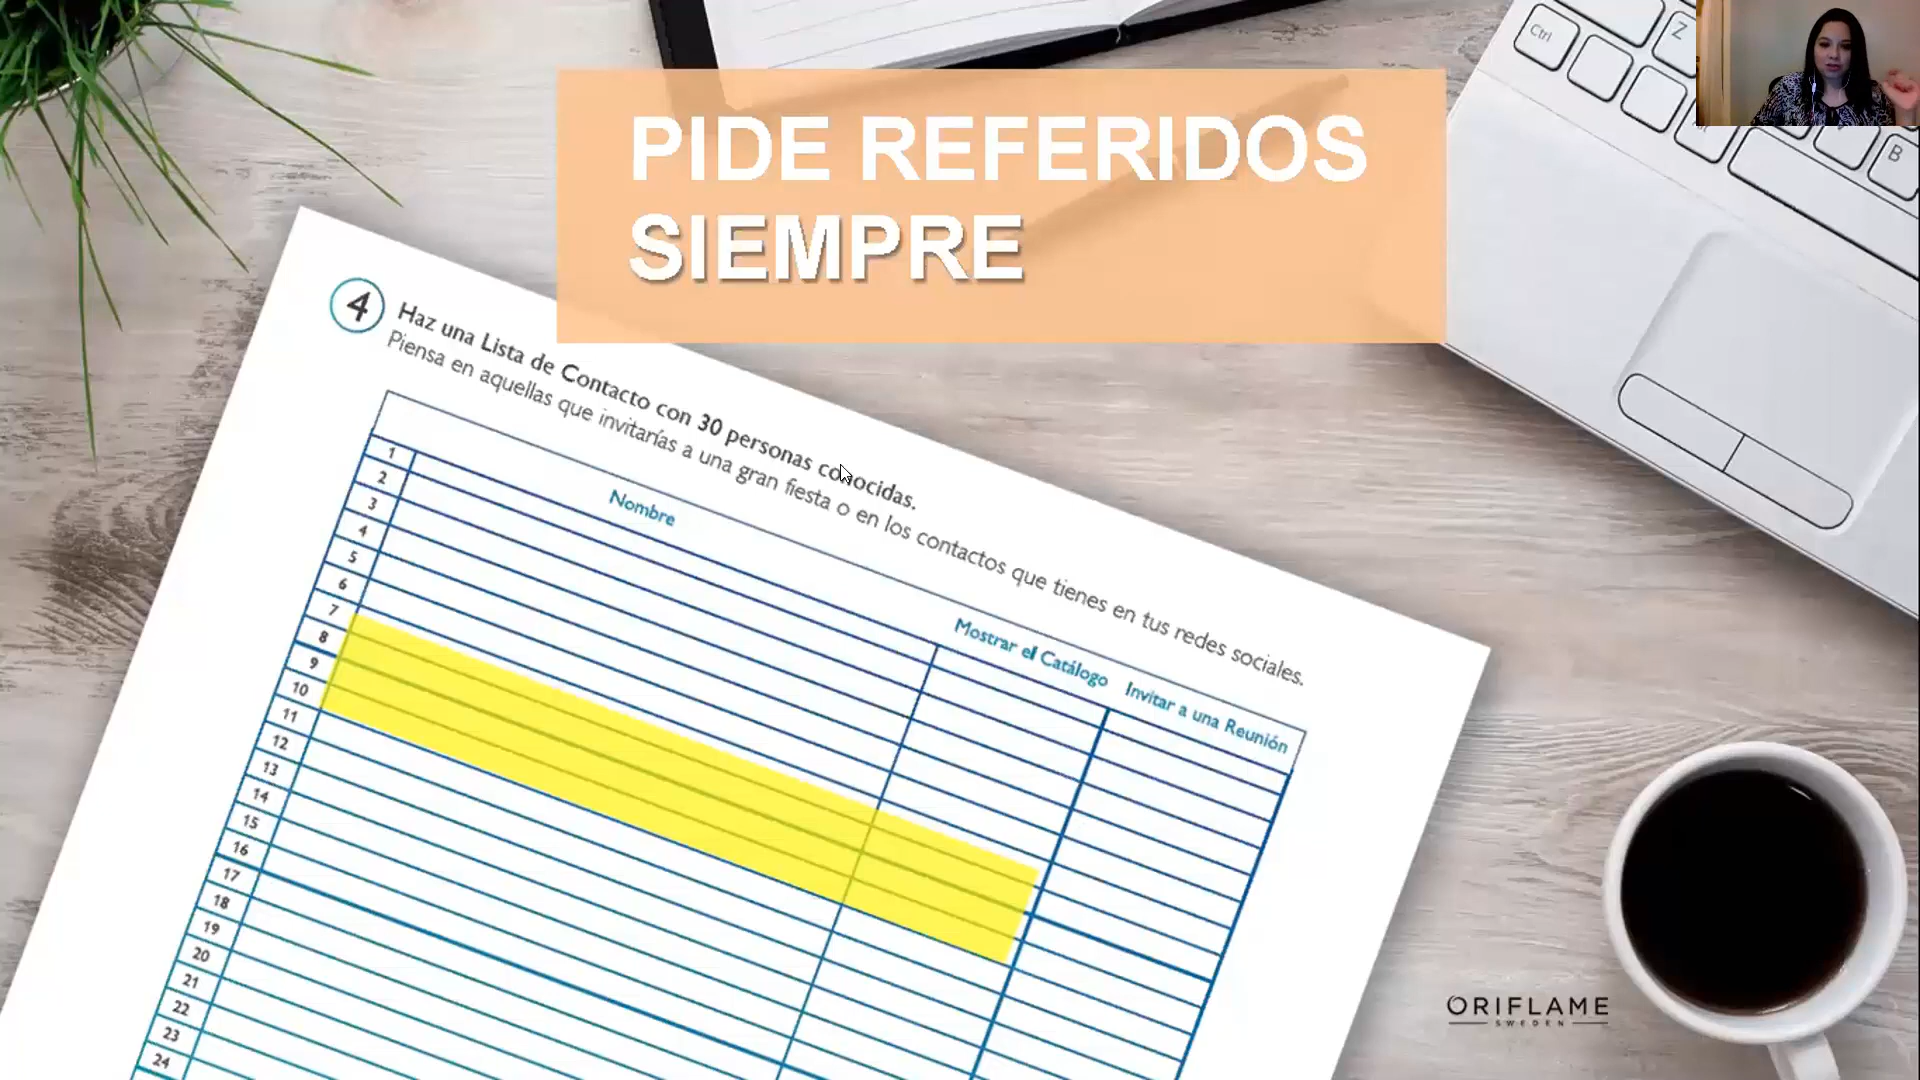 PIDE REFERIDOS
SIEMPRE
4
Haz una Lista de Contacto con 30 personas conocidas.
Piensa en aquellas que invitarías a una gran fiesta o en los contactos que tienes en tus redes sociales.
Nombre
Mostrar el Catálogo
Invitar a una Reunión
1
2
3
4
5
6
7
8
9
10
11
12
13
14
15
16
17
18
19
20
21
22
23
24
Ctrl
Z
B
ORIFLAME
SWEDEN